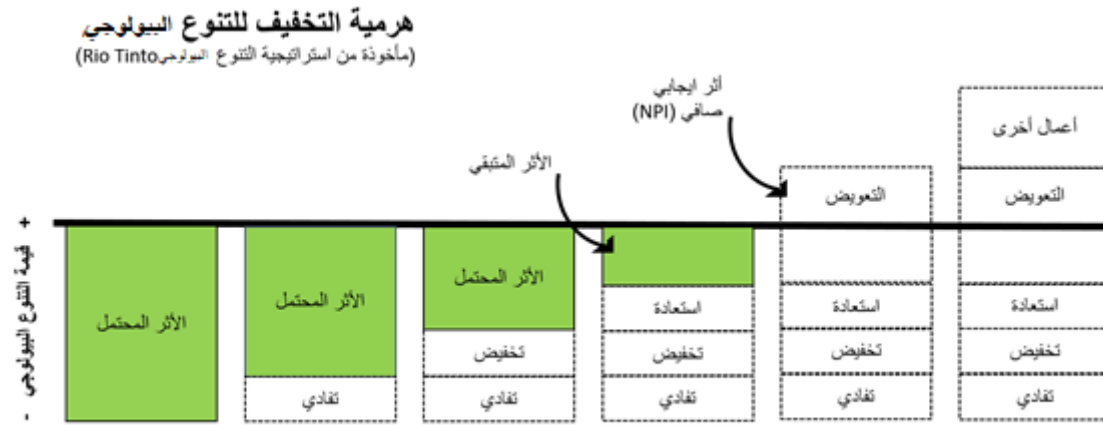 هرمية التخفيف للتنوع البيولوجي
(مأخوذة من استراتيجية التنوع البيولوجي Rio Tinto)
أثر ايجابي
صافي (NPI)
أعمال أخرى
الأثر المتبقي
التعويض
التعويض
+
قيمة التنوع البيولوجي
-
الأثر المحتمل
الأثر المحتمل
الأثر المحتمل
استعادة
استعادة
استعادة
تخفيض
تخفيض
تخفيض
تخفيض
تفادي
تفادي
تفادي
تفادي
تفادي